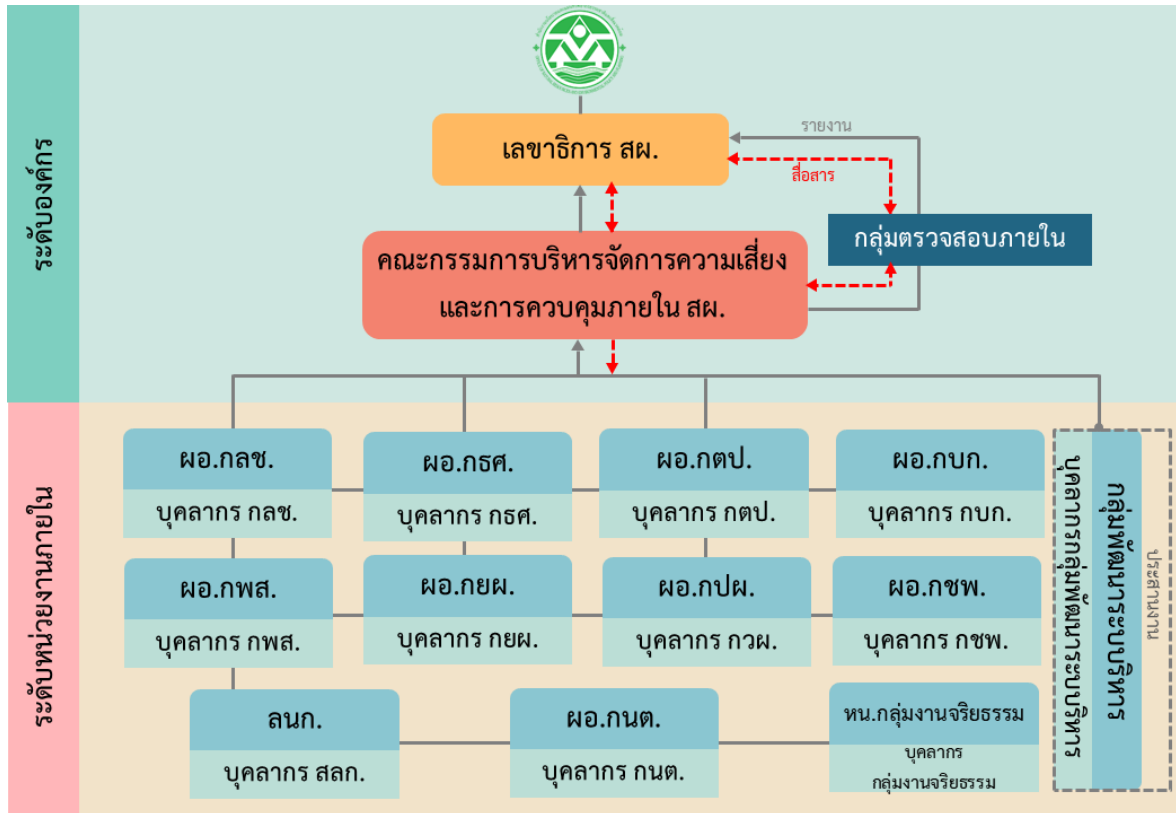 ระดับองค์กร
เลขาธิการ สผ.
รายงาน
สื่อสาร
กลุ่มตรวจสอบภายใน
คณะกรรมการบริหารจัดการความเสี่ยง
และการควบคุมภายใน สผ.
ระดับหน่วยงานภายใน
ผอ.กลช.
บุคลากร กลช.
ผอ.กธศ.
บุคลากร กธศ.
ผอ.กตป.
บุคลากร กตป.
ผอ.กบก.
บุคลากร กบก.
ผอ.กพส.
บุคลากร กพส.
ผอ.กยผ.
บุคลากร กยผ.
ผอ.กปผ.
บุคลากร กวผ.
ผอ.กชพ.
บุคลากร กชพ.
ลนก.
บุคลากร สลก.
ผอ.กนต.
บุคลากร กนต.
หน.กลุ่มงานจริยธรรม
บุคลากร
กลุ่มงานจริยธรรม
กลุ่มพัฒนาระบบริหาร
บุคลากรกลุ่มพัฒนาระบบริหาร
ประสานงาน